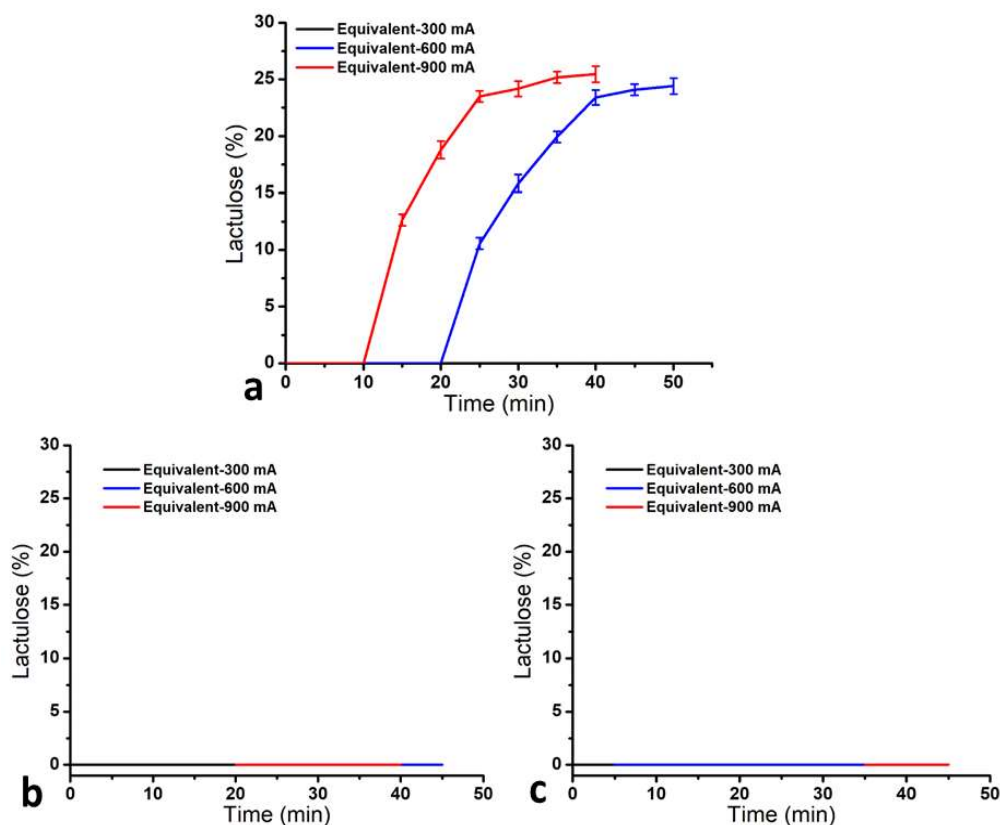 30
25
20
15
10
5
0
Lactulose (%)
Equivalent-300 mA
Equivalent-600 mA
Equivalent-900 mA
0 10 20 30 40 50
Time (min)
a
30
25
20
15
10
5
0
Lactulose (%)
Equivalent-300 mA
Equivalent-600 mA
Equivalent-900 mA
0 10 20 30 40 50
Time (min)
b
30
25
20
15
10
5
0
Lactulose (%)
Equivalent-300 mA
Equivalent-600 mA
Equivalent-900 mA
0 10 20 30 40 50
Time (min)
c